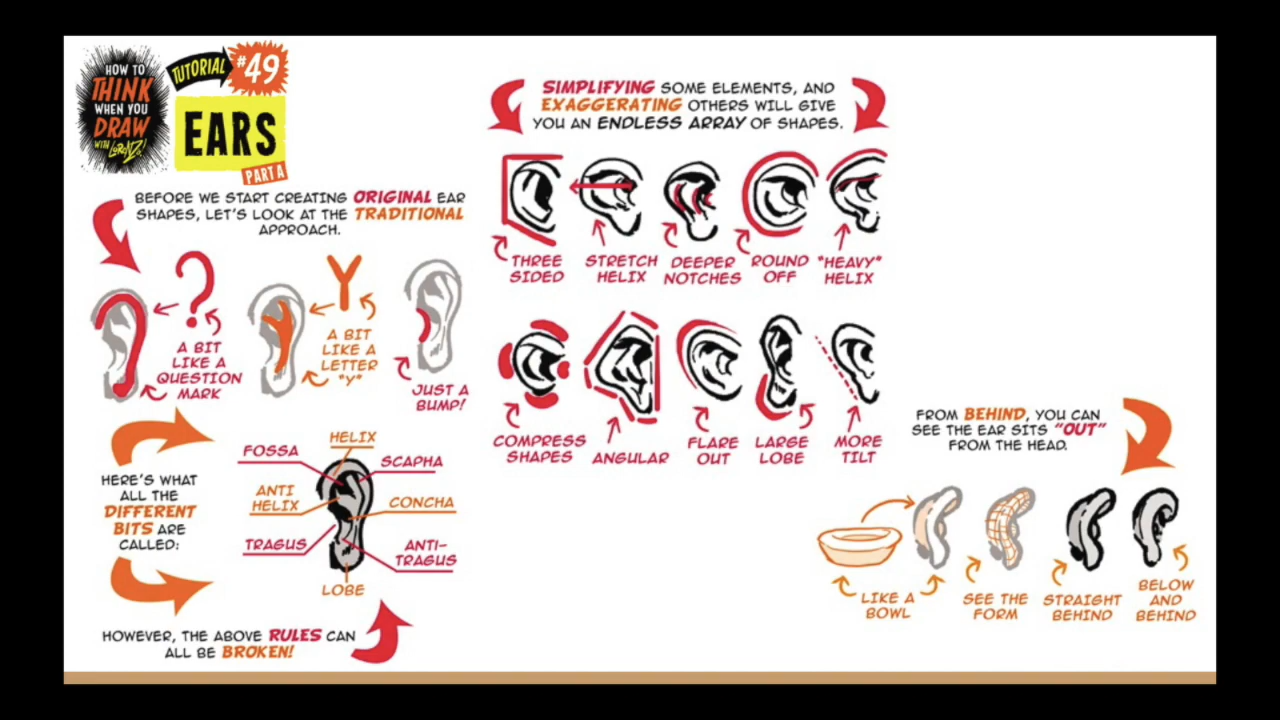 HOW TO
THINK
WHEN YOU
DRAW
WITH LORENZO!
TUTORIAL
#49
EARS
PART A
BEFORE WE START CREATING ORIGINAL EAR
SHAPES, LET'S LOOK AT THE TRADITIONAL
APPROACH.
?
A BIT
LIKE A
QUESTION
MARK
Y
A BIT
LIKE A
LETTER
"Y"
JUST A
BUMP!
HERE'S WHAT
ALL THE
DIFFERENT
BITS ARE
CALLED:
HELIX
FOSSA
SCAPHA
ANTI
HELIX
CONCHA
TRAGUS
ANTI-
TRAGUS
LOBE
HOWEVER, THE ABOVE RULES CAN
ALL BE BROKEN!
SIMPLIFYING SOME ELEMENTS, AND
EXAGGERATING OTHERS WILL GIVE
YOU AN ENDLESS ARRAY OF SHAPES.
THREE
SIDED
STRETCH
HELIX
DEEPER
NOTCHES
ROUND
OFF
"HEAVY"
HELIX
COMPRESS
SHAPES
ANGULAR
FLARE
OUT
LARGE
LOBE
MORE
TILT
FROM BEHIND, YOU CAN
SEE THE EAR SITS "OUT"
FROM THE HEAD.
LIKE A
BOWL
SEE THE
FORM
STRAIGHT
BEHIND
BELOW
AND
BEHIND